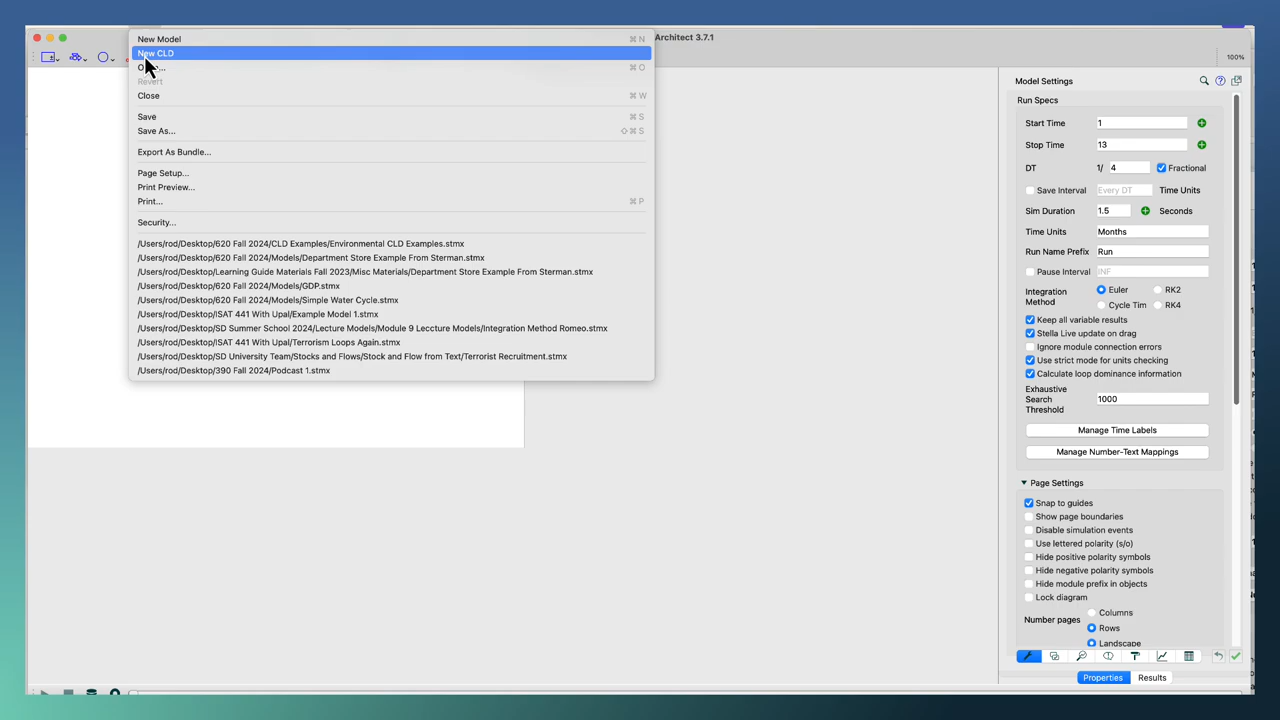 Architect 3.7.1
100%
New Model ⌘ N
New CLD
⌘ O
Revert
Close ⌘ W
Save ⌘ S
Save As... ⇧ ⌘ S
Export As Bundle...
Page Setup...
Print Preview...
Print... ⌘ P
Security...
/Users/rod/Desktop/620 Fall 2024/CLD Examples/Environmental CLD Examples.stmx
/Users/rod/Desktop/620 Fall 2024/Models/Department Store Example From Sterman.stmx
/Users/rod/Desktop/Learning Guide Materials Fall 2023/Misc Materials/Department Store Example From Sterman.stmx
/Users/rod/Desktop/620 Fall 2024/Models/GDP.stmx
/Users/rod/Desktop/620 Fall 2024/Models/Simple Water Cycle.stmx
/Users/rod/Desktop/ISAT 441 With Upal/Example Model 1.stmx
/Users/rod/Desktop/SD Summer School 2024/Lecture Models/Module 9 Leccture Models/Integration Method Romeo.stmx
/Users/rod/Desktop/ISAT 441 With Upal/Terrorism Loops Again.stmx
/Users/rod/Desktop/SD University Team/Stocks and Flows/Stock and Flow from Text/Terrorist Recruitment.stmx
/Users/rod/Desktop/390 Fall 2024/Podcast 1.stmx
Model Settings
Run Specs
Start Time 1
Stop Time 13
DT 1/ 4 Fractional
Save Interval Every DT Time Units
Sim Duration 1.5 Seconds
Time Units Months
Run Name Prefix Run
Pause Interval INF
Integration Method Euler RK2
Cycle Tim RK4
Keep all variable results
Stella Live update on drag
Ignore module connection errors
Use strict mode for units checking
Calculate loop dominance information
Exhaustive
Search 1000
Threshold
Manage Time Labels
Manage Number-Text Mappings
Page Settings
Snap to guides
Show page boundaries
Disable simulation events
Use lettered polarity (s/o)
Hide positive polarity symbols
Hide negative polarity symbols
Hide module prefix in objects
Lock diagram
Number pages Columns
Rows
Landscape
Properties Results